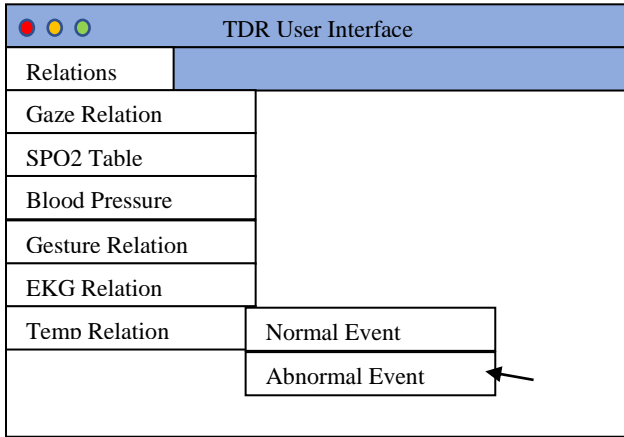 TDR User Interface
Relations
Gaze Relation
SPO2 Table
Blood Pressure
Gesture Relation
EKG Relation
Temp Relation
Normal Event
Abnormal Event